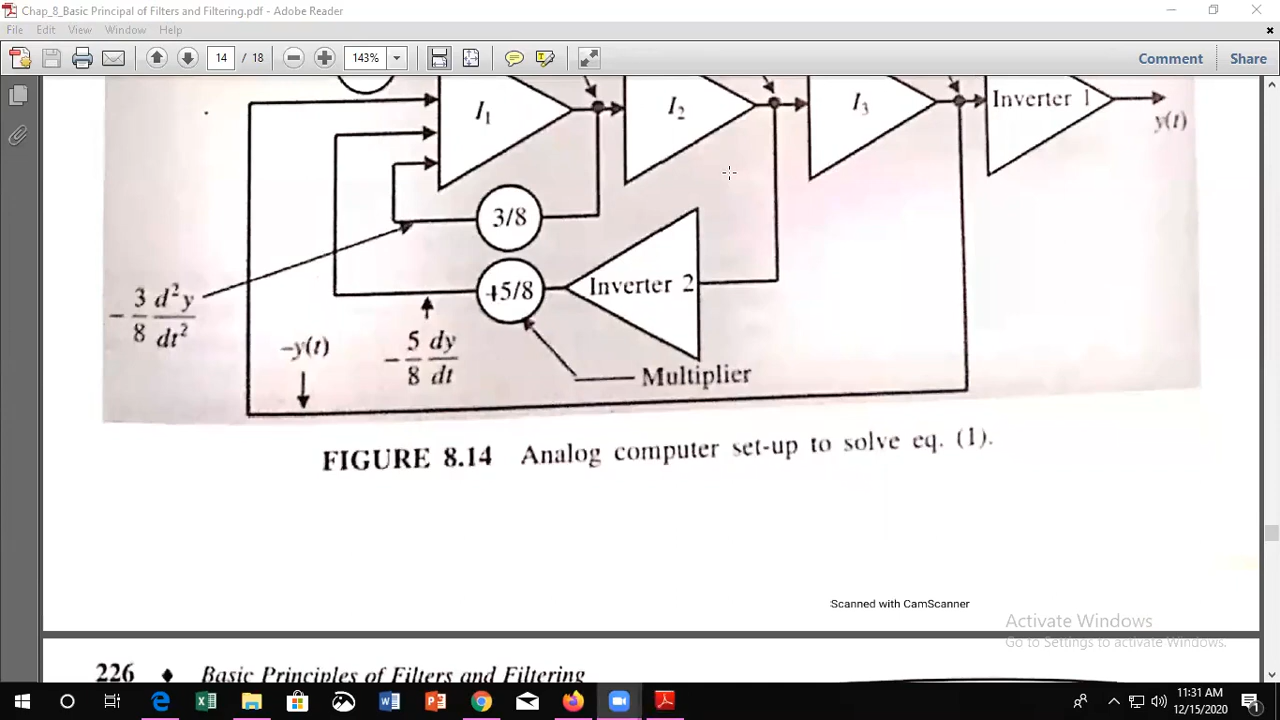 Chap_8_Basic Principal of Filters and Filtering.pdf - Adobe Reader
File Edit View Window Help
14 / 18 143% Comment Share
I₁ I₂ I₃ Inverter 1
y(t)
3/8
Inverter 2
+5/8
- 3/8 d²y/dt²
-y(t)
- 5/8 dy/dt
Multiplier
FIGURE 8.14 Analog computer set-up to solve eq. (1).
Scanned with CamScanner
Activate Windows
Go to Settings to activate Windows.
226 ♦ Basic Principles of Filters and Filtering
11:31 AM
12/15/2020
1